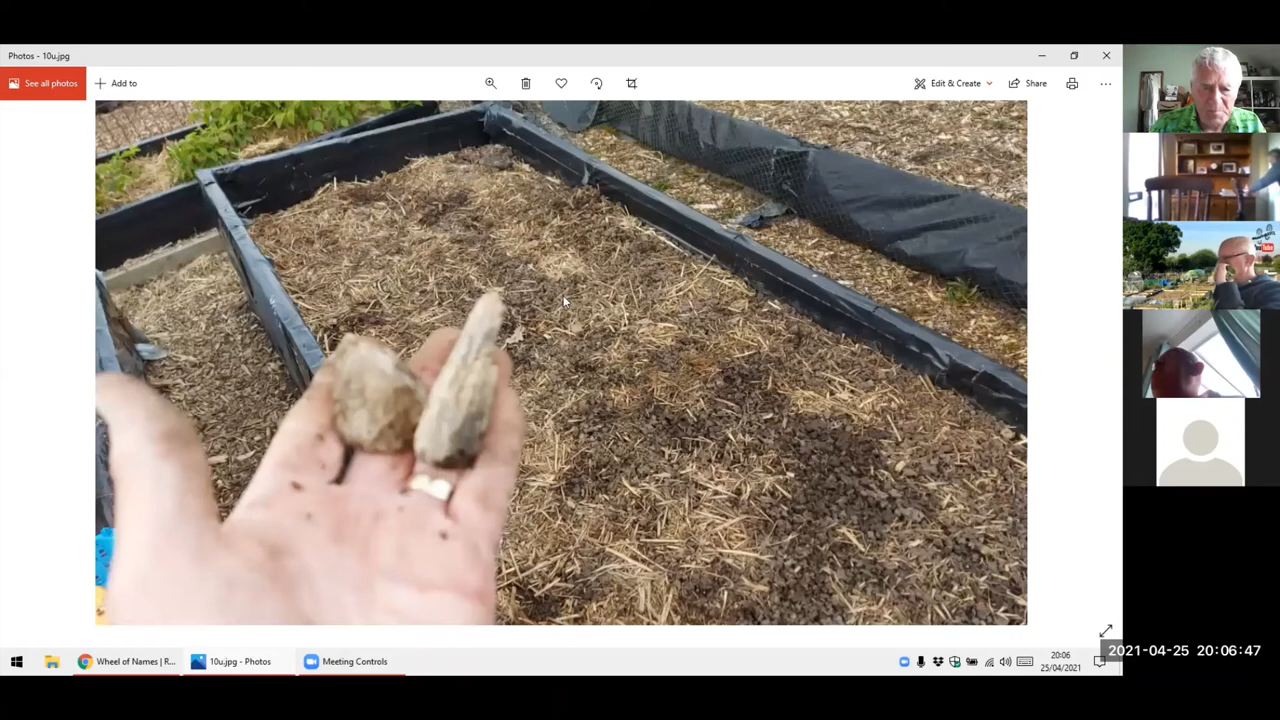 Photos - 10u.jpg
See all photos
Add to
Edit & Create
Share
Wheel of Names | R...
10u.jpg - Photos
Meeting Controls
20:06
25/04/2021
2021-04-25 20:06:47